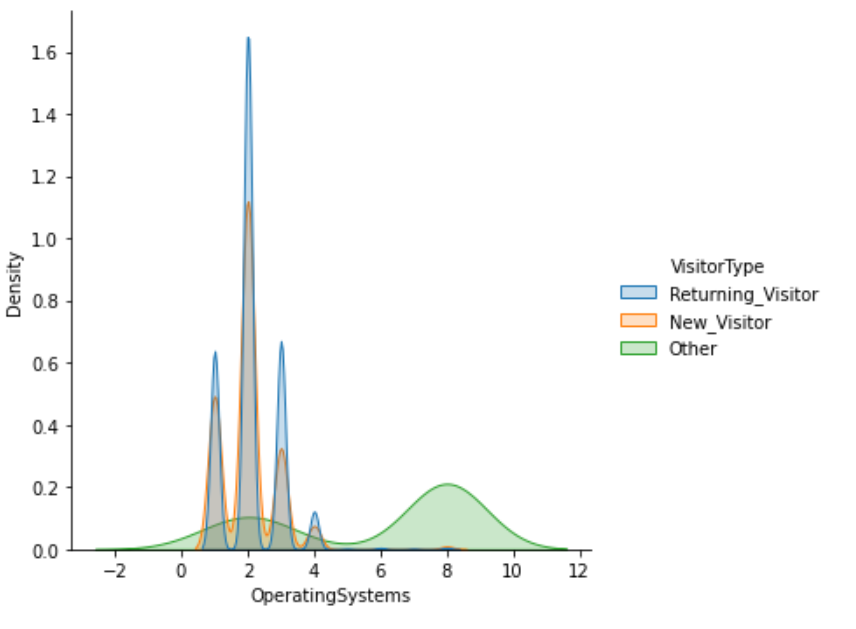 1.6
1.4
1.2
1.0
0.8
0.6
0.4
0.2
0.0
Density
−2 0 2 4 6 8 10 12
OperatingSystems
VisitorType
Returning_Visitor
New_Visitor
Other